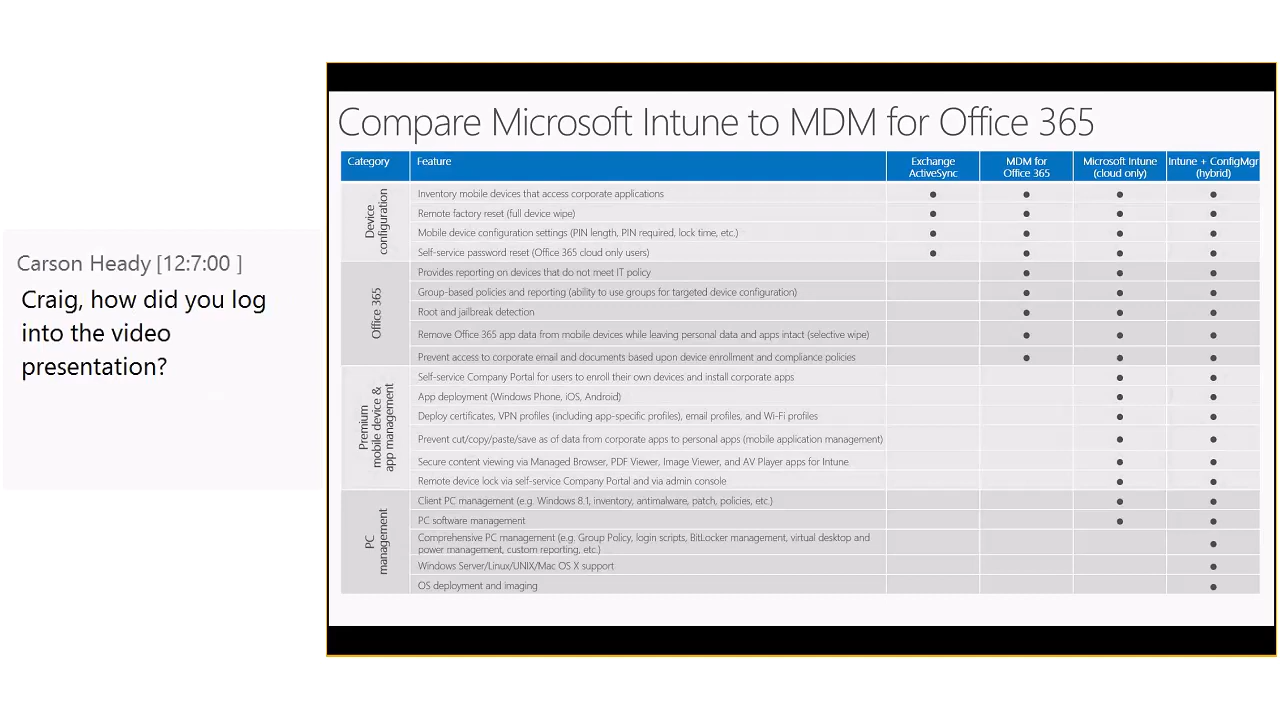 Carson Heady [12:7:00 ]
Craig, how did you log
into the video
presentation?
Compare Microsoft Intune to MDM for Office 365
Category
Feature
Exchange
ActiveSync
MDM for
Office 365
Microsoft Intune
(cloud only)
Intune + ConfigMgr
(hybrid)
Device
configuration
Inventory mobile devices that access corporate applications
Remote factory reset (full device wipe)
Mobile device configuration settings (PIN length, PIN required, lock time, etc.)
Self-service password reset (Office 365 cloud only users)
Office 365
Provides reporting on devices that do not meet IT policy
Group-based policies and reporting (ability to use groups for targeted device configuration)
Root and jailbreak detection
Remove Office 365 app data from mobile devices while leaving personal data and apps intact (selective wipe)
Prevent access to corporate email and documents based upon device enrollment and compliance policies
Premium
mobile device &
app management
Self-service Company Portal for users to enroll their own devices and install corporate apps
App deployment (Windows Phone, iOS, Android)
Deploy certificates, VPN profiles (including app-specific profiles), email profiles, and Wi-Fi profiles
Prevent cut/copy/paste/save as of data from corporate apps to personal apps (mobile application management)
Secure content viewing via Managed Browser, PDF Viewer, Image Viewer, and AV Player apps for Intune.
Remote device lock via self-service Company Portal and via admin console
PC
management
Client PC management (e.g. Windows 8.1, inventory, antimalware, patch, policies, etc.)
PC software management
Comprehensive PC management (e.g. Group Policy, login scripts, BitLocker management, virtual desktop and
power management, custom reporting, etc.)
Windows Server/Linux/UNIX/Mac OS X support
OS deployment and imaging